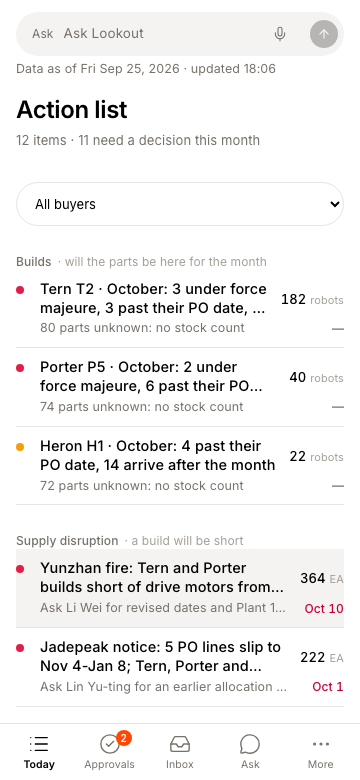 Ask Ask Lookout
Data as of Fri Sep 25, 2026 · updated 18:06
Action list
12 items · 11 need a decision this month
All buyers
Builds · will the parts be here for the month
Tern T2 · October: 3 under force
majeure, 3 past their PO date, ...
182 robots
80 parts unknown: no stock count
—
Porter P5 · October: 2 under
force majeure, 6 past their PO...
40 robots
74 parts unknown: no stock count
—
Heron H1 · October: 4 past their
PO date, 14 arrive after the month
22 robots
72 parts unknown: no stock count
—
Supply disruption · a build will be short
Yunzhan fire: Tern and Porter
builds short of drive motors from...
364 EA
Ask Li Wei for revised dates and Plant 1...
Oct 10
Jadepeak notice: 5 PO lines slip to
Nov 4-Jan 8; Tern, Porter and...
222 EA
Ask Lin Yu-ting for an earlier allocation ...
Oct 1
2
Today Approvals Inbox Ask More